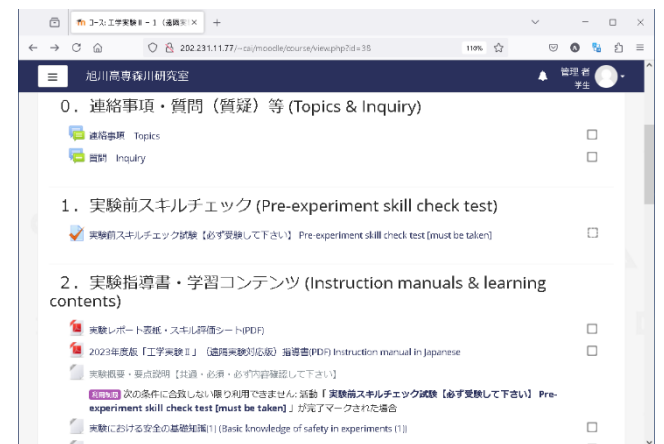 コース: 工学実験Ⅱ－1（遠隔実
202.231.11.77/~cai/moodle/course/view.php?id=35
110%
旭川高専森川研究室
管理 者
学生
0．連絡事項・質問（質疑）等 (Topics & Inquiry)
連絡事項 Topics
質問 Inquiry
1．実験前スキルチェック (Pre-experiment skill check test)
実験前スキルチェック試験【必ず受験して下さい】 Pre-experiment skill check test [must be taken]
2．実験指導書・学習コンテンツ (Instruction manuals & learning
contents)
実験レポート表紙・スキル評価シート(PDF)
2023年度版「工学実験Ⅱ」（遠隔実験対応版）指導書(PDF) Instruction manual in Japanese
実験概要・要点説明【共通・必須・必ず内容確認して下さい】
利用制限 次の条件に合致しない限り利用できません: 活動「 実験前スキルチェック試験【必ず受験して下さい】 Pre-
experiment skill check test [must be taken] 」が完了マークされた場合
実験における安全の基礎知識(1) (Basic knowledge of safety in experiments (1))